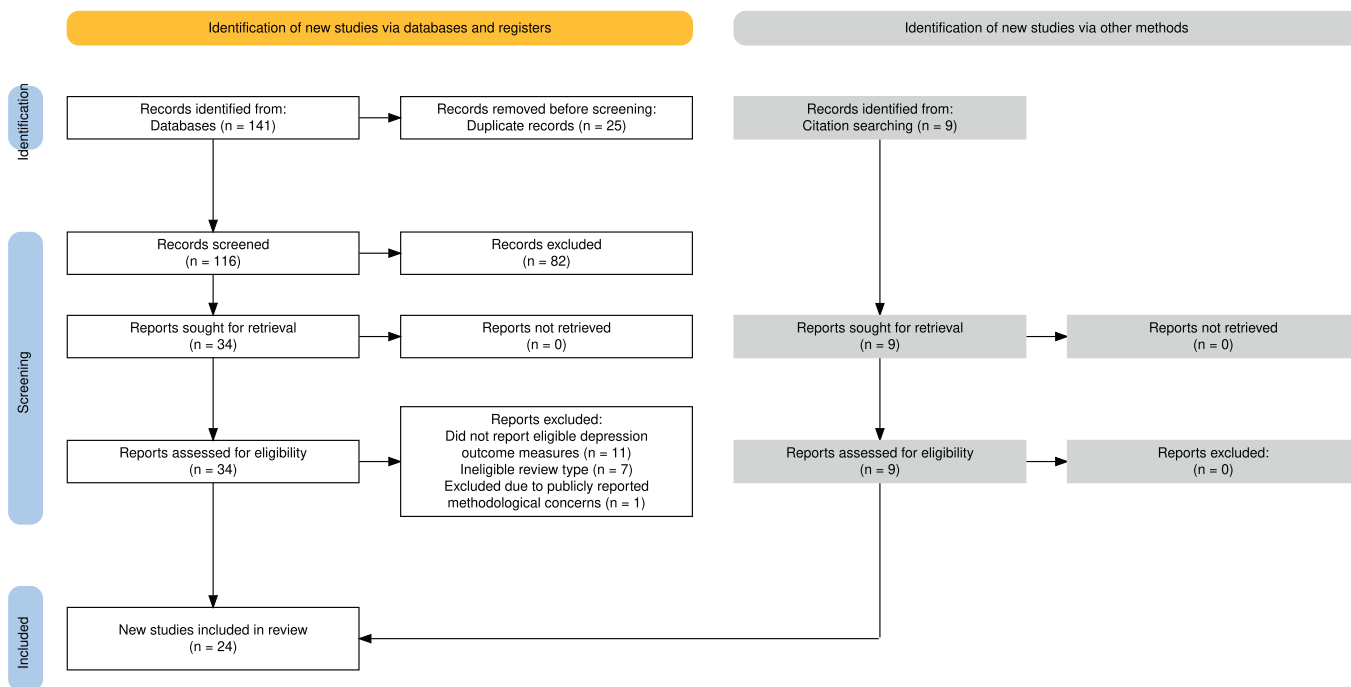 Identification of new studies via databases and registers
Identification of new studies via other methods
Identification
Records identified from:
Databases (n = 141)
Records removed before screening:
Duplicate records (n = 25)
Records identified from:
Citation searching (n = 9)
Screening
Records screened
(n = 116)
Records excluded
(n = 82)
Reports sought for retrieval
(n = 34)
Reports not retrieved
(n = 0)
Reports sought for retrieval
(n = 9)
Reports not retrieved
(n = 0)
Reports assessed for eligibility
(n = 34)
Reports excluded:
Did not report eligible depression
outcome measures (n = 11)
Ineligible review type (n = 7)
Excluded due to publicly reported
methodological concerns (n = 1)
Reports assessed for eligibility
(n = 9)
Reports excluded:
(n = 0)
Included
New studies included in review
(n = 24)